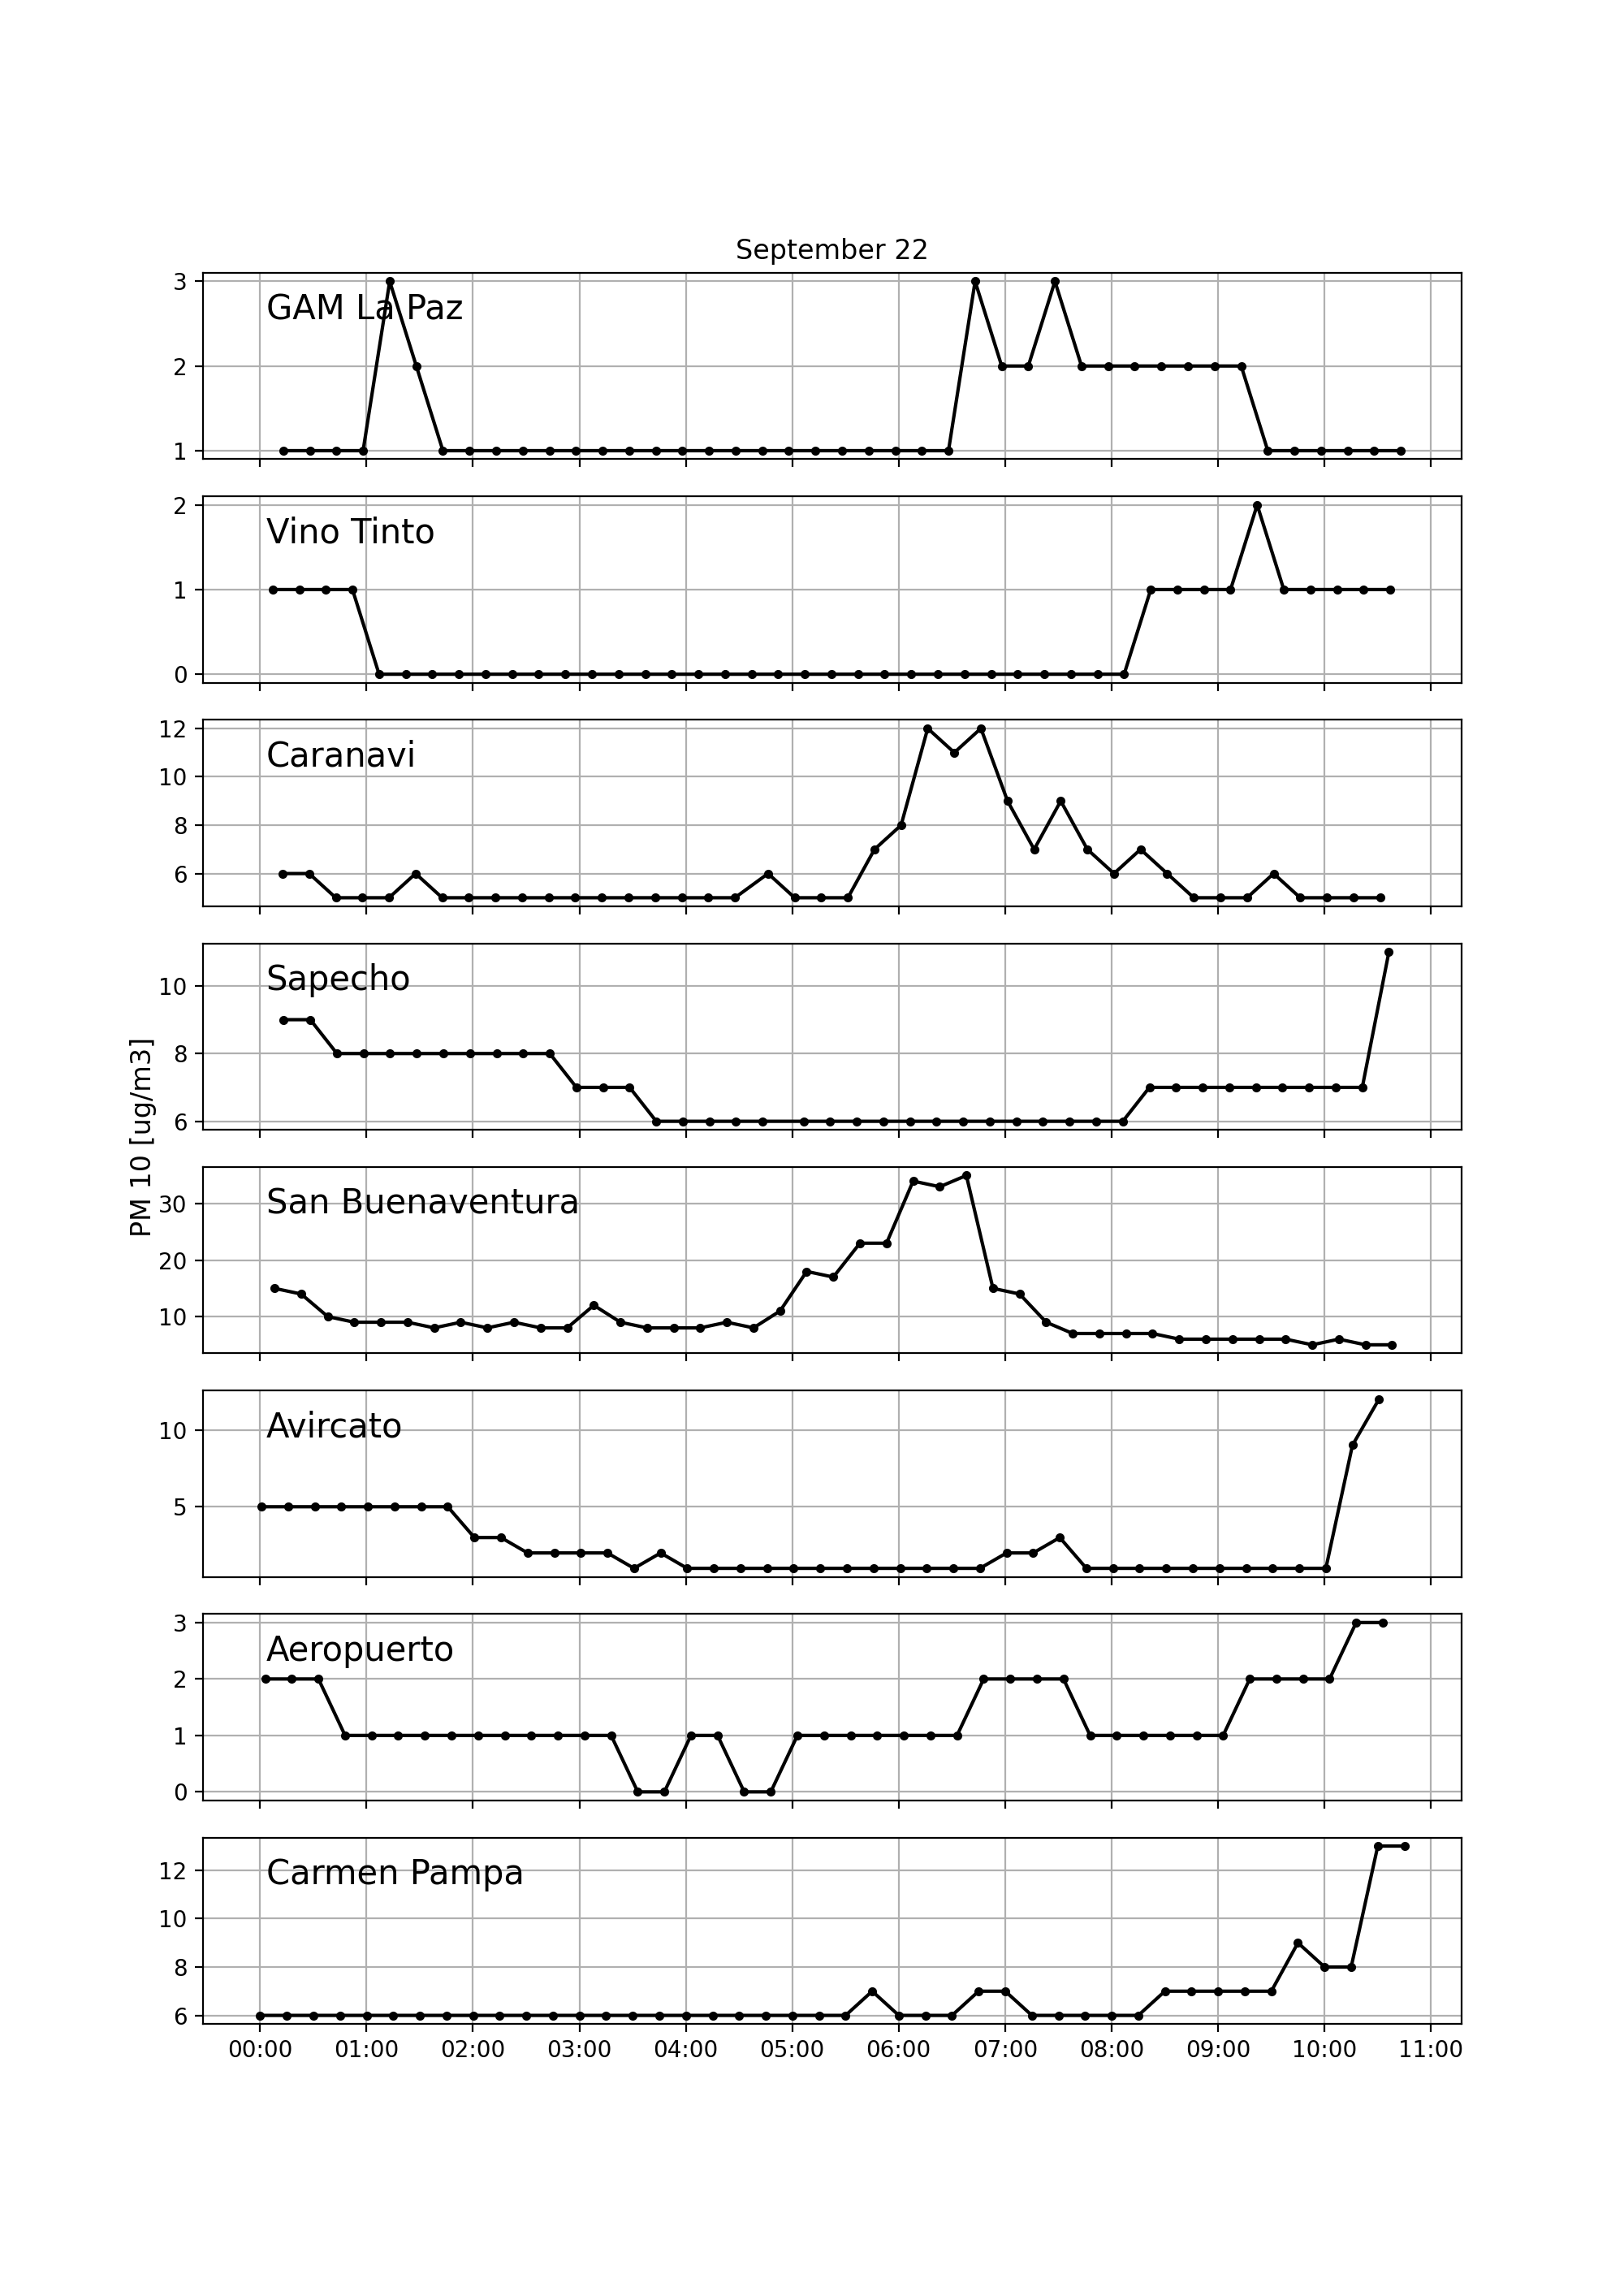 September 22
3
GAM La Paz
2
1
2
Vino Tinto
1
0
12
Caranavi
10
8
6
Sapecho
10
8
6
PM 10 [ug/m3]
San Buenaventura
30
20
10
Avircato
10
5
3
Aeropuerto
2
1
0
Carmen Pampa
12
10
8
6
00:00 01:00 02:00 03:00 04:00 05:00 06:00 07:00 08:00 09:00 10:00 11:00